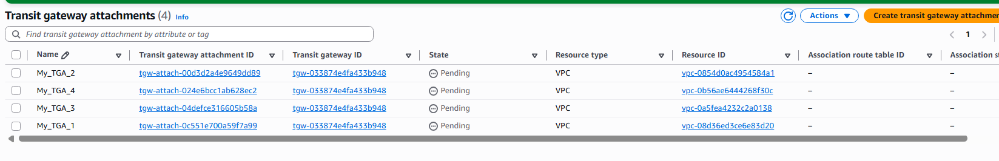 Transit gateway attachments (4) Info
Actions
Create transit gateway
Find transit gateway attachment by attribute or tag
1
Name Transit gateway attachment ID Transit gateway ID State Resource type Resource ID Association route table ID Association
My_TGA_2 tgw-attach-00d3d2a4e9649dd89 tgw-033874e4fa433b948 Pending VPC vpc-0854d0ac4954584a1 – –
My_TGA_4 tgw-attach-024e6bcc1ab628ec2 tgw-033874e4fa433b948 Pending VPC vpc-0b56ae6444268f30c – –
My_TGA_3 tgw-attach-04defce316605b58a tgw-033874e4fa433b948 Pending VPC vpc-0a5fea4232c2a0138 – –
My_TGA_1 tgw-attach-0c551e700a59f7a99 tgw-033874e4fa433b948 Pending VPC vpc-08d36ed3ce6e83d20 – –